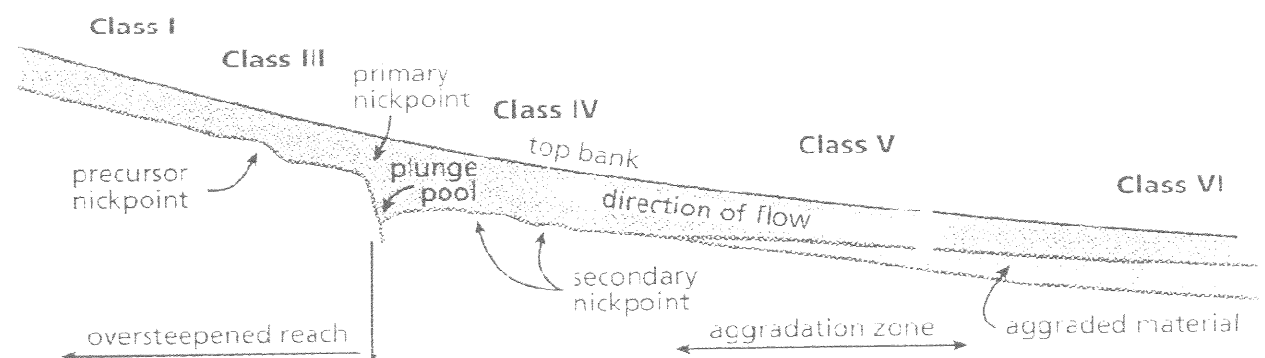 Class I
Class III
primary
nickpoint
Class IV
top bank
Class V
Class VI
precursor
nickpoint
plunge
pool
direction of flow
secondary
nickpoint
oversteepened reach
aggradation zone
aggraded material